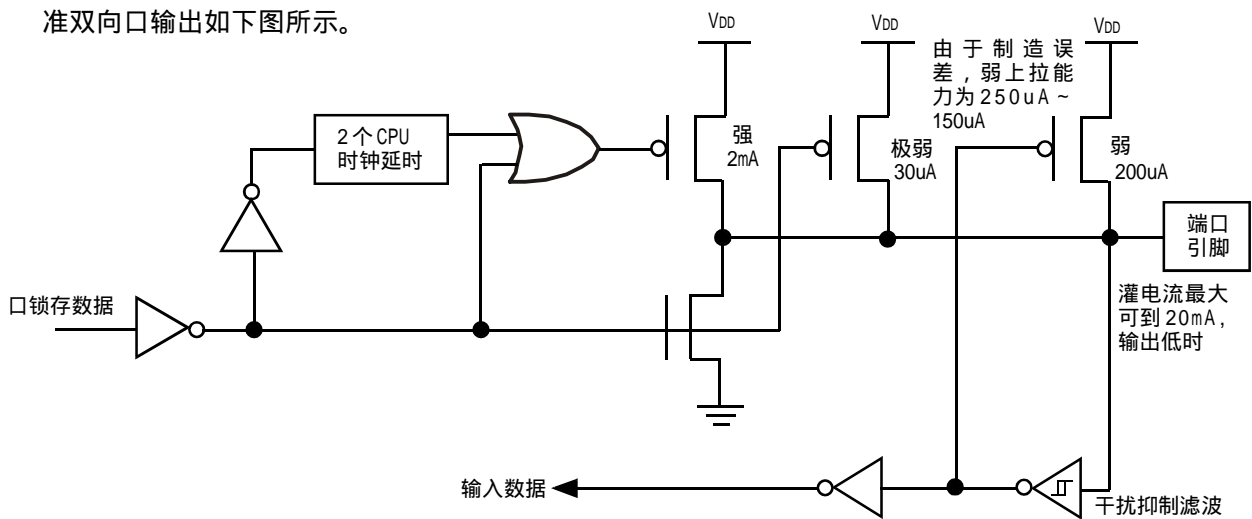 准双向口输出如下图所示。
VDD
VDD
VDD
由于制造误
差，弱上拉能
力为250uA~
150uA
2个CPU
时钟延时
强
2mA
极弱
30uA
弱
200uA
端口
引脚
口锁存数据
灌电流最大
可到20mA,
输出低时
输入数据
干扰抑制滤波